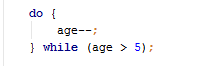 do {
    age--;
} while (age > 5);